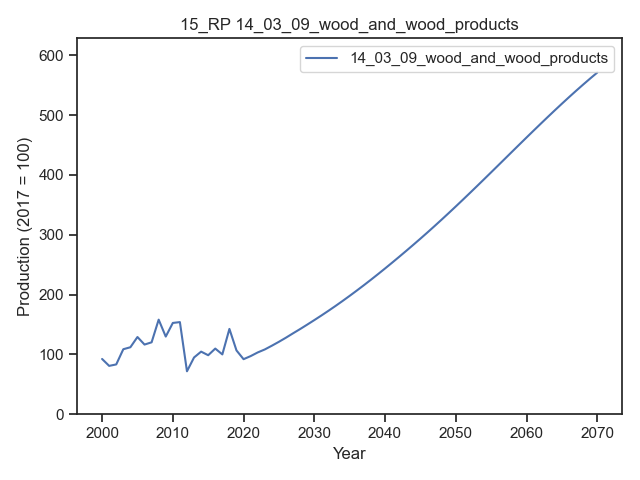 15_RP 14_03_09_wood_and_wood_products
14_03_09_wood_and_wood_products
Production (2017 = 100)
600
500
400
300
200
100
0
2000 2010 2020 2030 2040 2050 2060 2070
Year